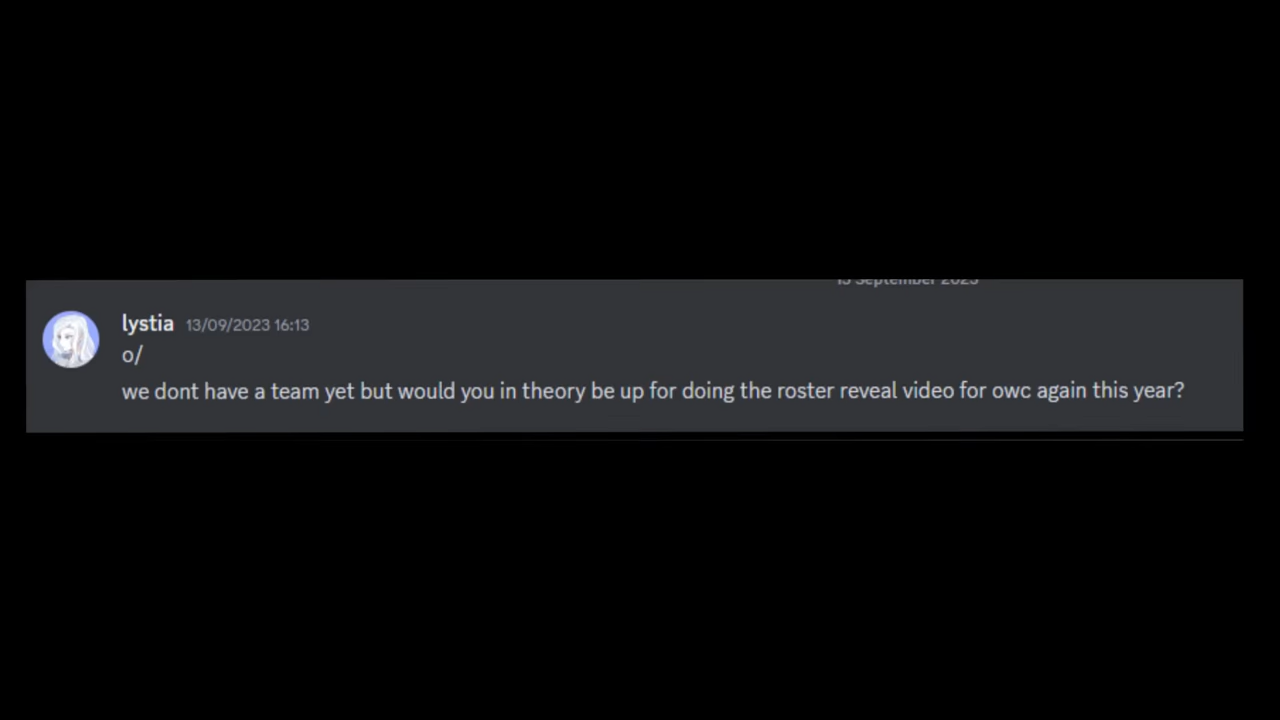 13 September 2023
lystia 13/09/2023 16:13
o/
we dont have a team yet but would you in theory be up for doing the roster reveal video for owc again this year?